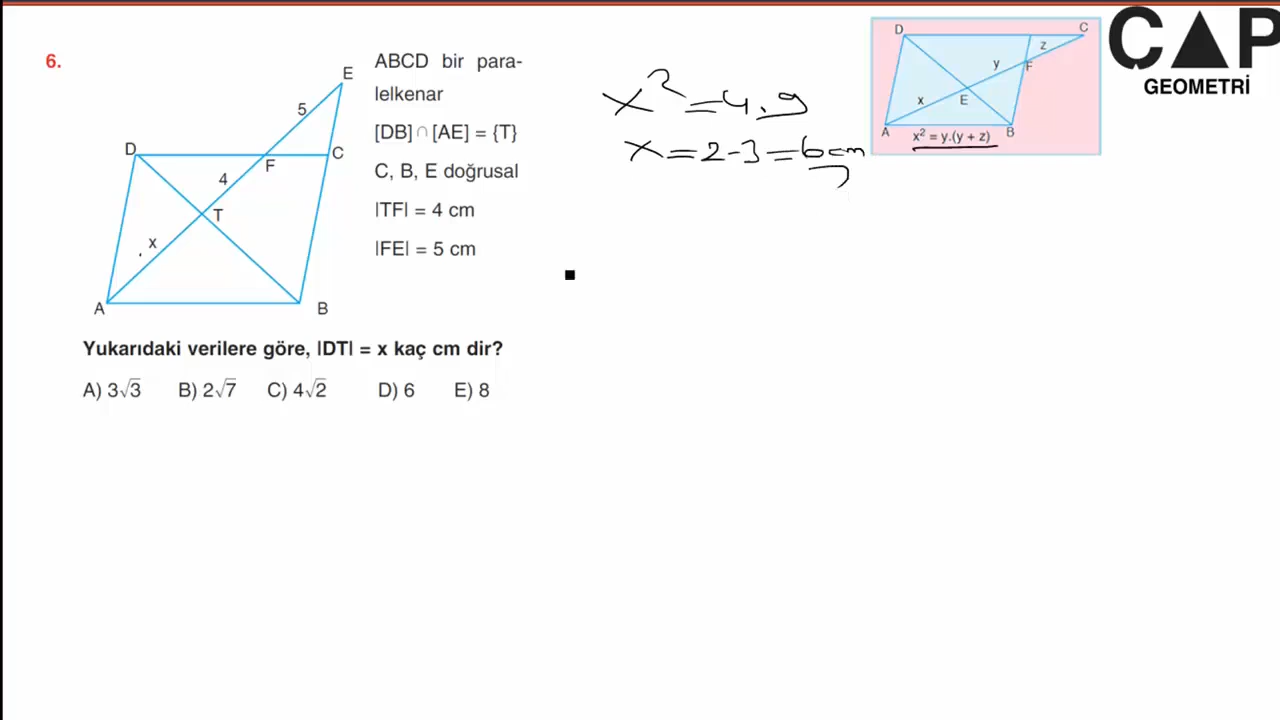 6.
E
5
D
C
F
4
T
x
A
B
ABCD bir para-
lelkenar
[DB] ∩ [AE] = {T}
C, B, E doğrusal
|TF| = 4 cm
|FE| = 5 cm
Yukarıdaki verilere göre, |DT| = x kaç cm dir?
A) 3√3 B) 2√7 C) 4√2 D) 6 E) 8
x² = 4.9
x = 2-3 = 6cm
D
C
z
y
F
x
E
A
B
x² = y.(y + z)
ÇAP
GEOMETRİ